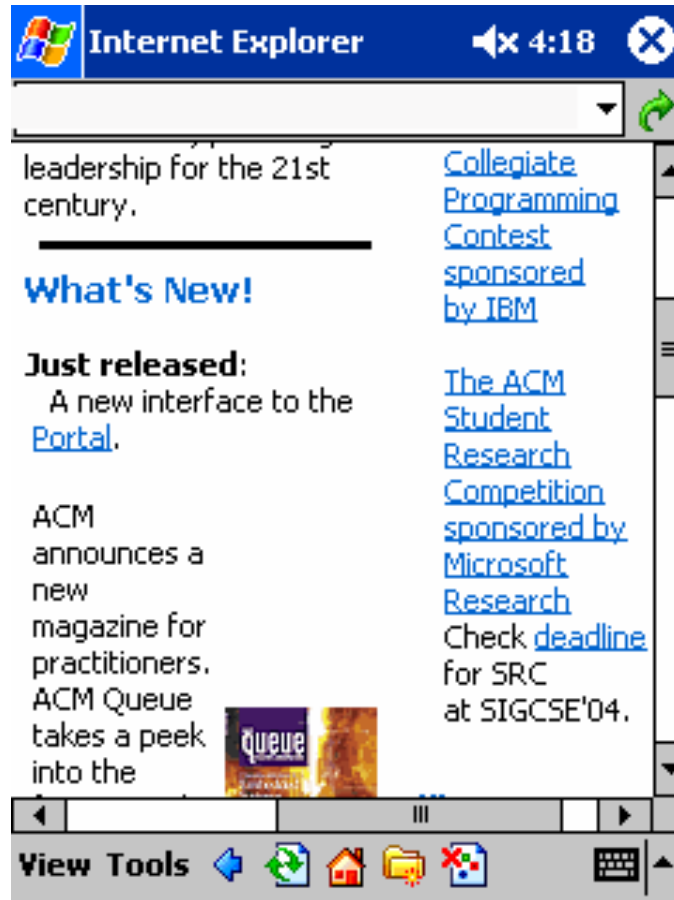 Internet Explorer 4:18
leadership for the 21st
century.
What's New!
Just released:
A new interface to the
Portal.
ACM
announces a
new
magazine for
practitioners.
ACM Queue
takes a peek
into the
queue
Collegiate
Programming
Contest
sponsored
by IBM
The ACM
Student
Research
Competition
sponsored by
Microsoft
Research
Check deadline
for SRC
at SIGCSE'04.
View Tools